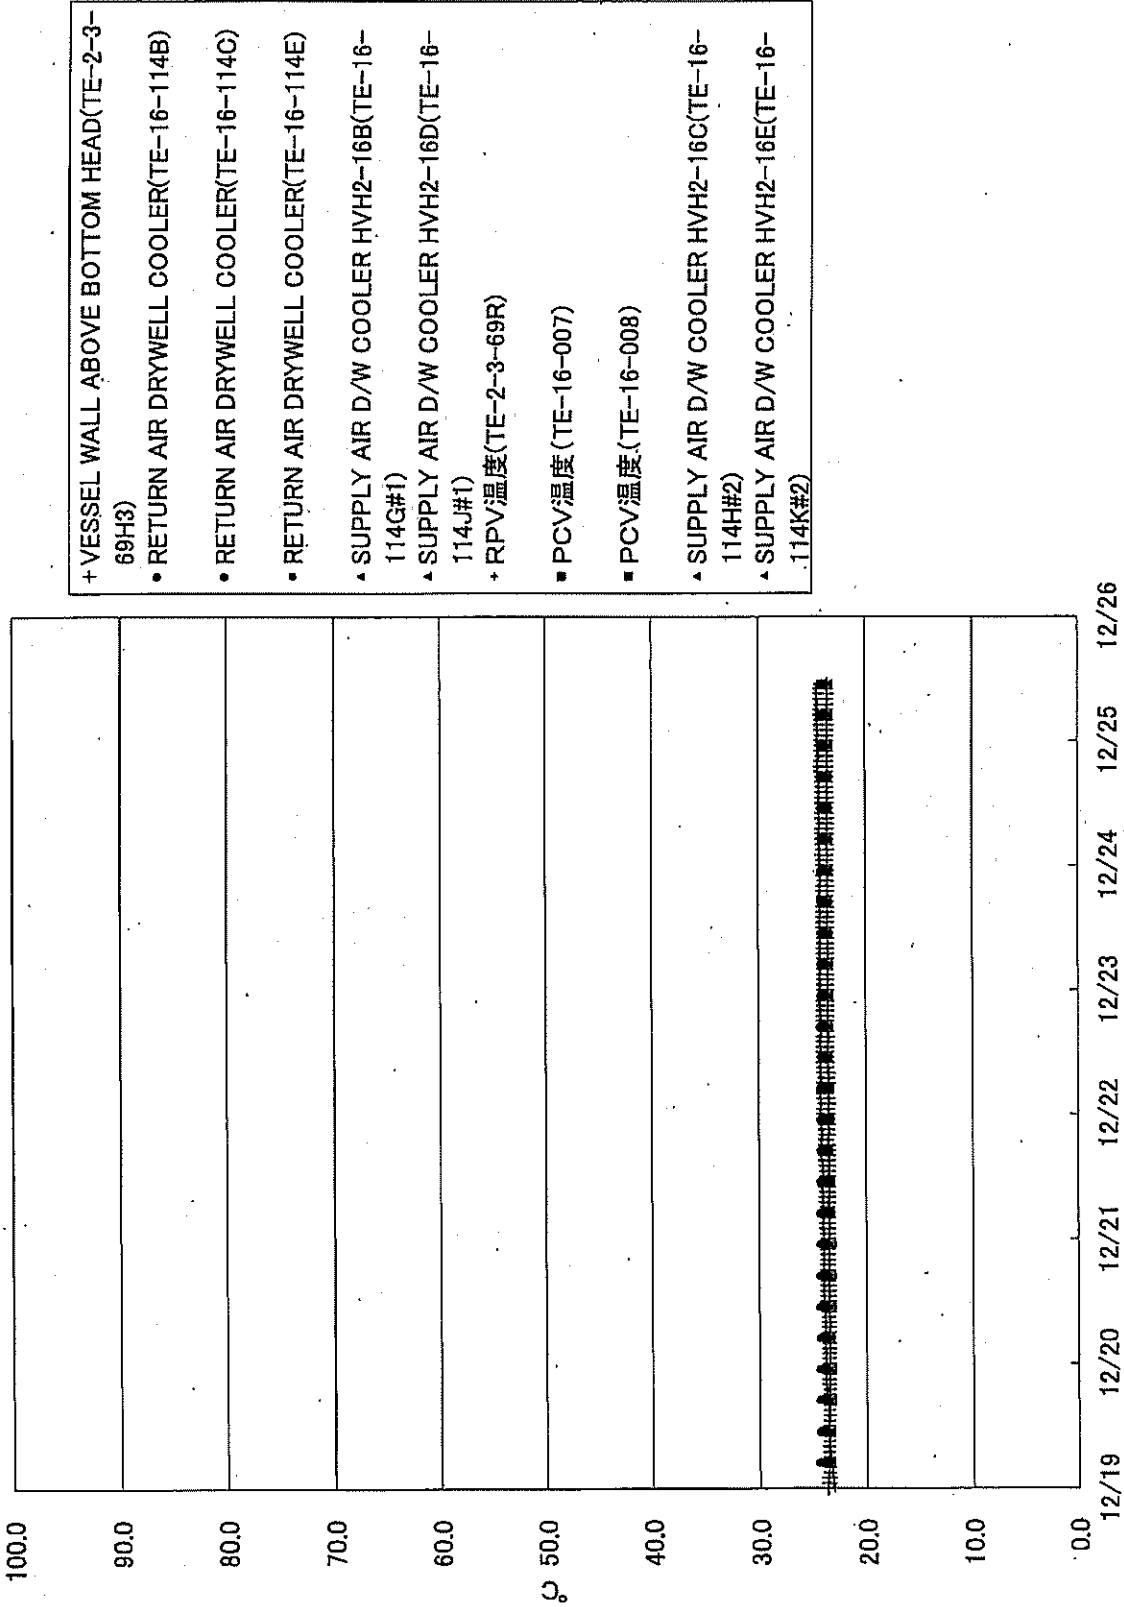 100.0
90.0
80.0
70.0
60.0
50.0
40.0
30.0
20.0
10.0
0.0
℃
12/19
12/20
12/21
12/22
12/23
12/24
12/25
12/26
+ VESSEL WALL ABOVE BOTTOM HEAD(TE-2-3-
69H3)
● RETURN AIR DRYWELL COOLER(TE-16-114B)
● RETURN AIR DRYWELL COOLER(TE-16-114C)
● RETURN AIR DRYWELL COOLER(TE-16-114E)
▲ SUPPLY AIR D/W COOLER HVH2-16B(TE-16-
114G#1)
▲ SUPPLY AIR D/W COOLER HVH2-16D(TE-16-
114J#1)
+ RPV温度(TE-2-3-69R)
■ PCV温度(TE-16-007)
■ PCV温度(TE-16-008)
▲ SUPPLY AIR D/W COOLER HVH2-16C(TE-16-
114H#2)
▲ SUPPLY AIR D/W COOLER HVH2-16E(TE-16-
114K#2)